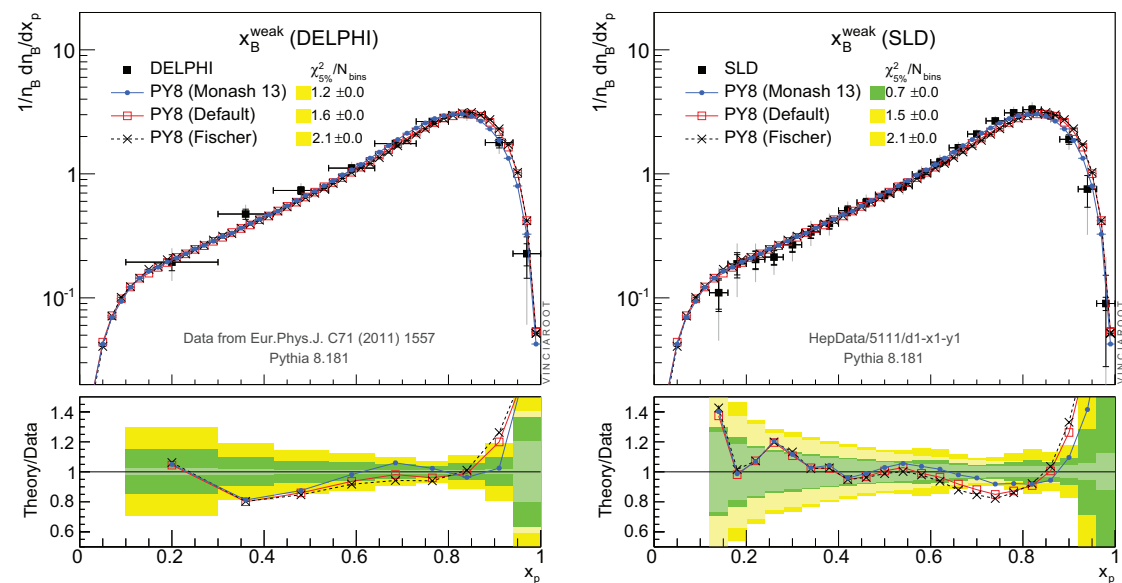 x_B^weak (DELPHI)
1/n_B dn_B/dx_p
10
1
10^-1
DELPHI
χ²_5%/N_bins
PY8 (Monash 13) 1.2 ±0.0
PY8 (Default) 1.6 ±0.0
PY8 (Fischer) 2.1 ±0.0
Data from Eur.Phys.J. C71 (2011) 1557
Pythia 8.181
VINCIAROOT
Theory/Data
1.4
1.2
1
0.8
0.6
0 0.2 0.4 0.6 0.8 1
x_p
x_B^weak (SLD)
1/n_B dn_B/dx_p
10
1
10^-1
SLD
χ²_5%/N_bins
PY8 (Monash 13) 0.7 ±0.0
PY8 (Default) 1.5 ±0.0
PY8 (Fischer) 2.1 ±0.0
HepData/5111/d1-x1-y1
Pythia 8.181
VINCIAROOT
Theory/Data
1.4
1.2
1
0.8
0.6
0 0.2 0.4 0.6 0.8 1
x_p